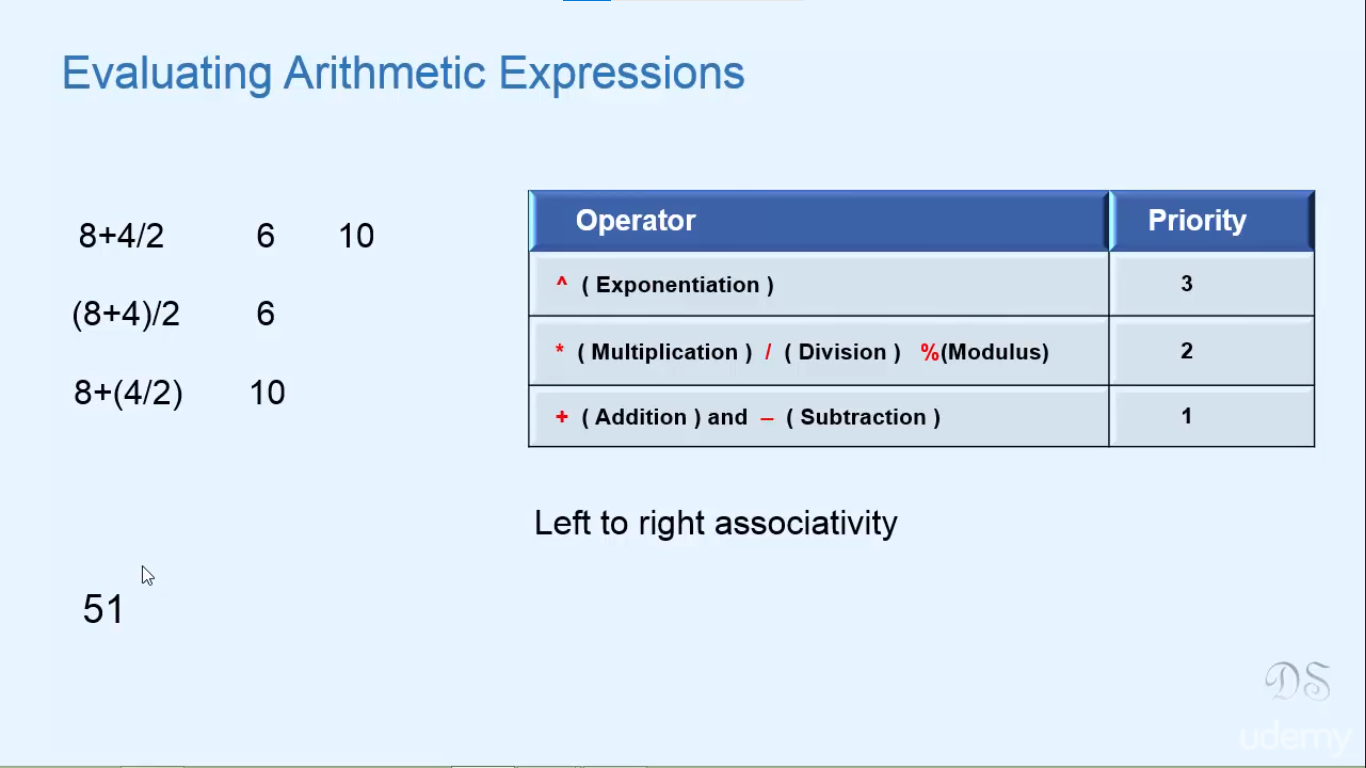 Evaluating Arithmetic Expressions
8+4/2 6 10
(8+4)/2 6
8+(4/2) 10
Operator Priority
^ ( Exponentiation ) 3
* ( Multiplication ) / ( Division ) %(Modulus) 2
+ ( Addition ) and – ( Subtraction ) 1
Left to right associativity
51
DS
udemy